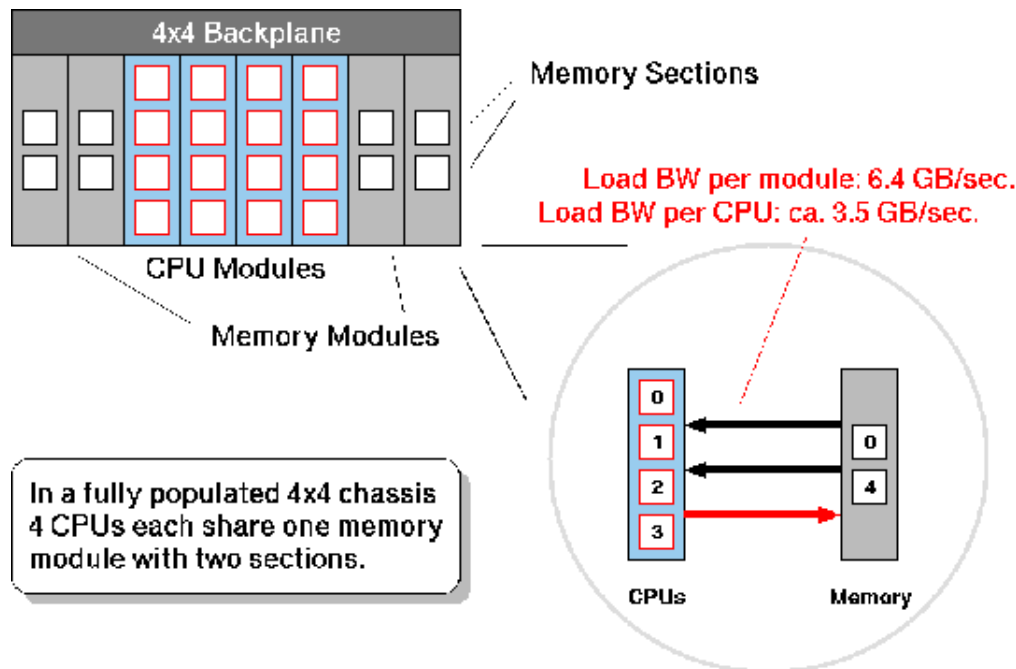 4x4 Backplane
Memory Sections
Load BW per module: 6.4 GB/sec.
Load BW per CPU: ca. 3.5 GB/sec.
CPU Modules
Memory Modules
0
1
2
3
0
4
In a fully populated 4x4 chassis
4 CPUs each share one memory
module with two sections.
CPUs
Memory